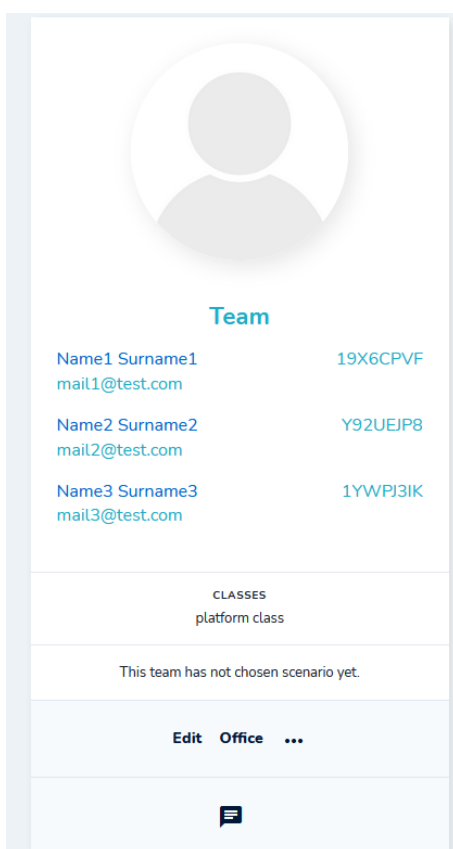 Team
Name1 Surname1 19X6CPVF
mail1@test.com
Name2 Surname2 Y92UEJP8
mail2@test.com
Name3 Surname3 1YWPJ3IK
mail3@test.com
CLASSES
platform class
This team has not chosen scenario yet.
Edit Office ...